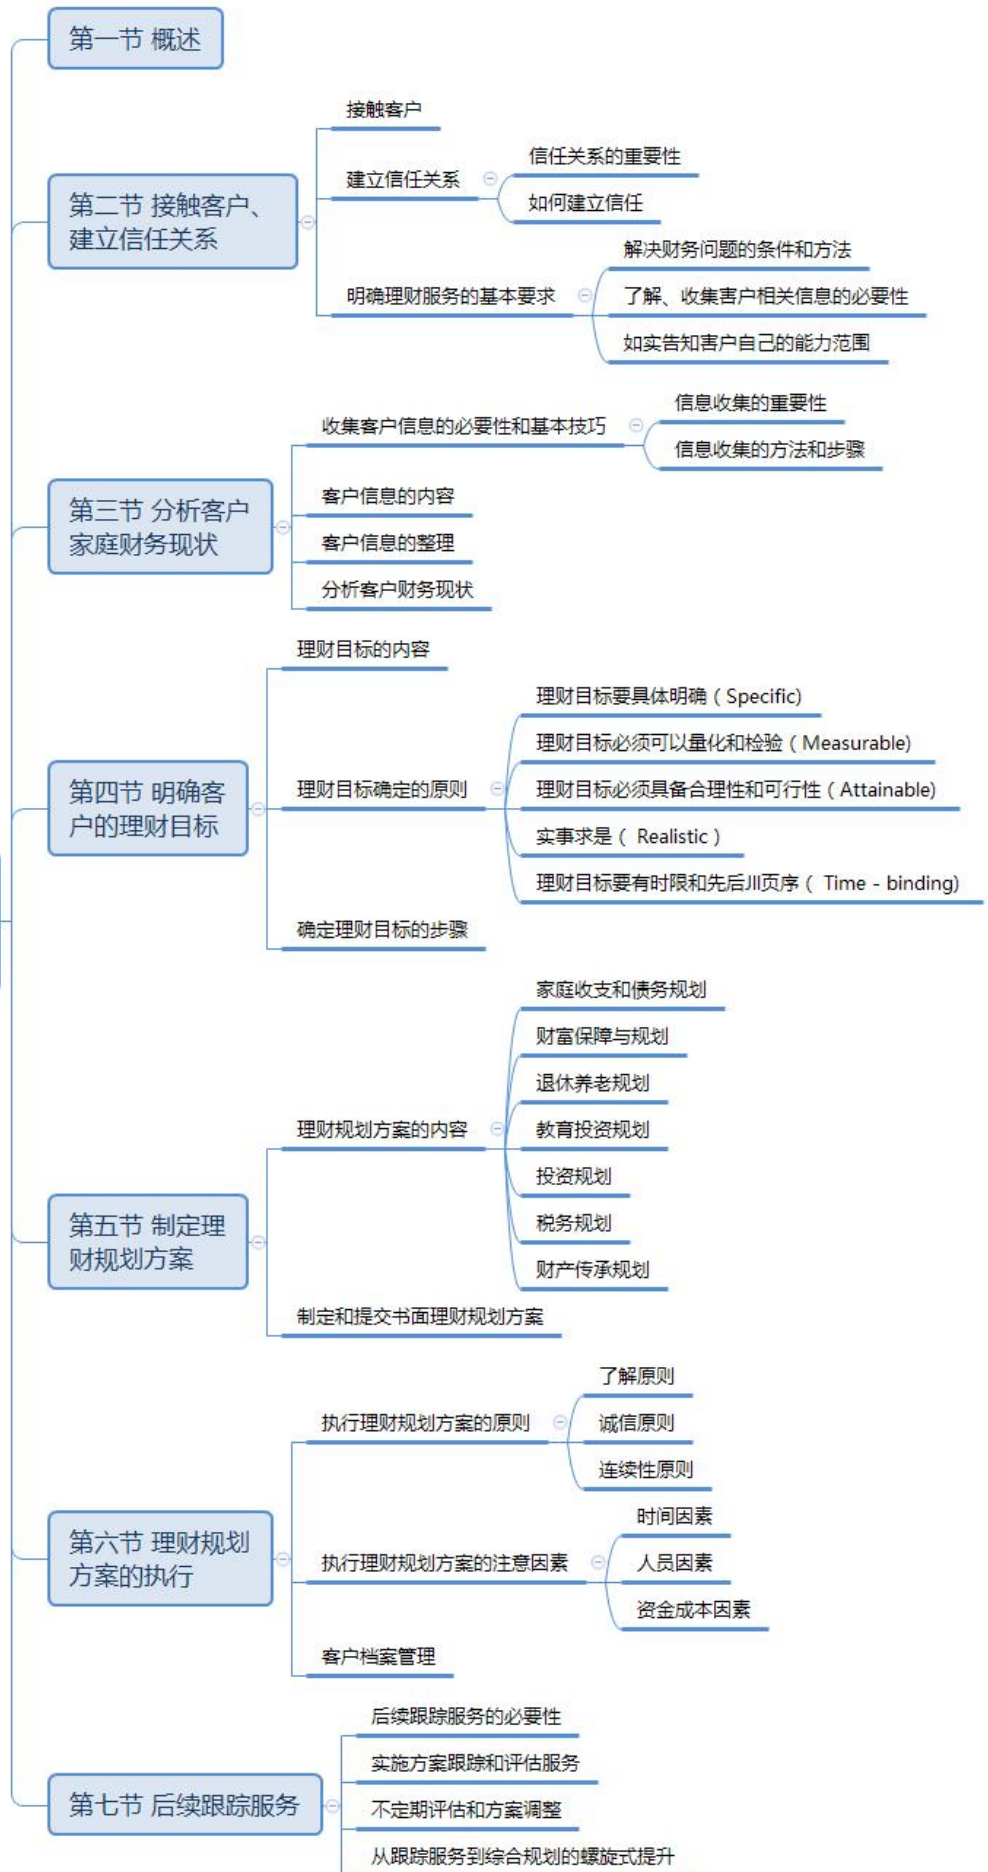 第一节 概述
第二节 接触客户、
建立信任关系
接触客户
建立信任关系
信任关系的重要性
如何建立信任
明确理财服务的基本要求
解决财务问题的条件和方法
了解、收集害户相关信息的必要性
如实告知害户自己的能力范围
第三节 分析客户
家庭财务现状
收集客户信息的必要性和基本技巧
信息收集的重要性
信息收集的方法和步骤
客户信息的内容
客户信息的整理
分析客户财务现状
第四节 明确客
户的理财目标
理财目标的内容
理财目标确定的原则
理财目标要具体明确（Specific)
理财目标必须可以量化和检验（Measurable)
理财目标必须具备合理性和可行性（Attainable)
实事求是（ Realistic ）
理财目标要有时限和先后川页序（ Time - binding)
确定理财目标的步骤
第五节 制定理
财规划方案
理财规划方案的内容
家庭收支和债务规划
财富保障与规划
退休养老规划
教育投资规划
投资规划
税务规划
财产传承规划
制定和提交书面理财规划方案
第六节 理财规划
方案的执行
执行理财规划方案的原则
了解原则
诚信原则
连续性原则
执行理财规划方案的注意因素
时间因素
人员因素
资金成本因素
客户档案管理
第七节 后续跟踪服务
后续跟踪服务的必要性
实施方案跟踪和评估服务
不定期评估和方案调整
从跟踪服务到综合规划的螺旋式提升